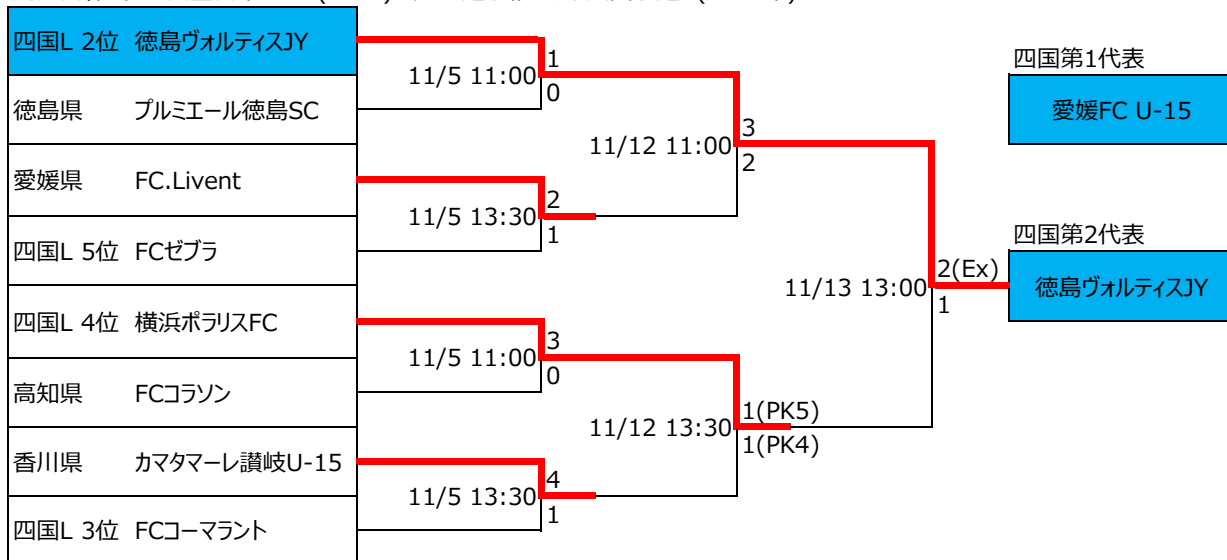 四国L 2位 徳島ヴォルティスJY
徳島県 プルミエール徳島SC
愛媛県 FC.Livent
四国L 5位 FCゼブラ
四国L 4位 横浜ポラリスFC
高知県 FCコラソン
香川県 カマタマーレ讃岐U-15
四国L 3位 FCコーマラント
11/5 11:00
1
0
11/5 13:30
2
1
11/5 11:00
3
0
11/5 13:30
4
1
11/12 11:00
3
2
11/12 13:30
1(PK5)
1(PK4)
11/13 13:00
2(Ex)
1
四国第1代表
愛媛FC U-15
四国第2代表
徳島ヴォルティスJY